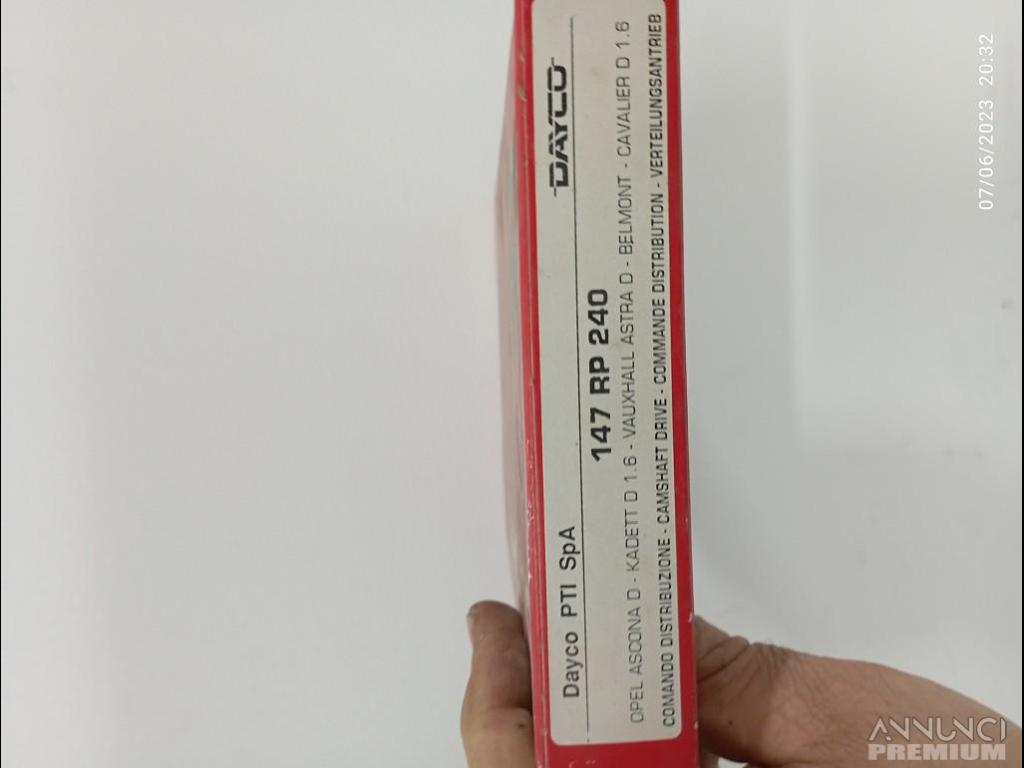 Dayco PTI SpA
DAYCO
147 RP 240
OPEL ASCONA D - KADETT D 1.6 - VAUXHALL ASTRA D - BELMONT - CAVALIER D 1.6
COMANDO DISTRIBUZIONE - CAMSHAFT DRIVE - COMMANDE DISTRIBUTION - VERTEILUNGSANTRIEB
07/06/2023 20:32
ANNUNCI
PREMIUM